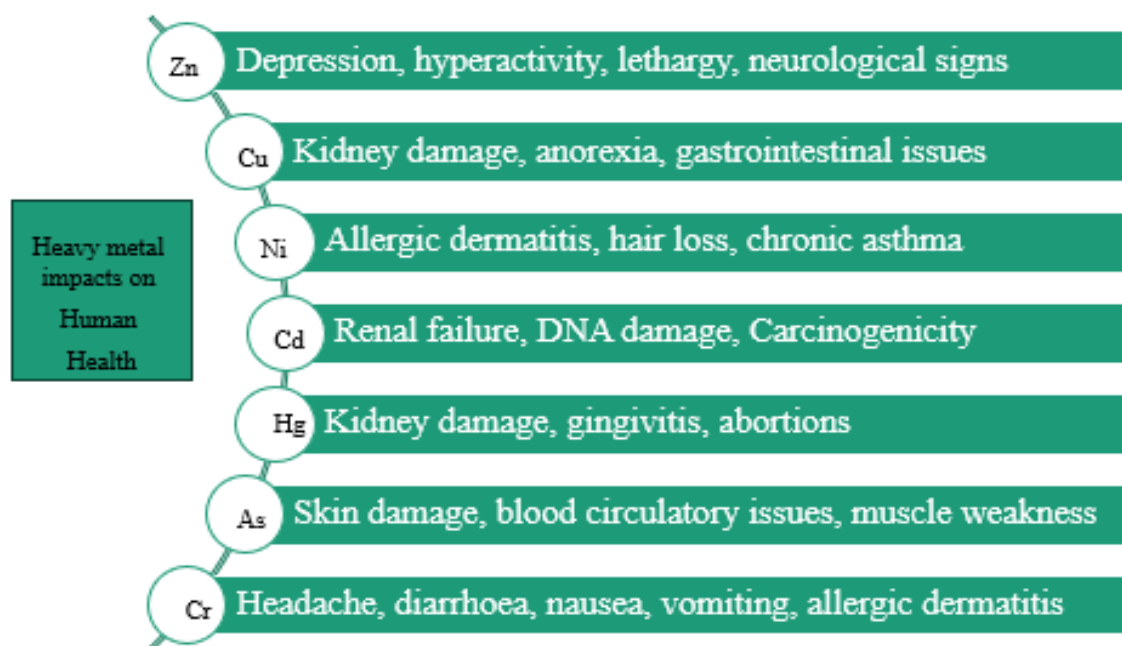 Zn
Depression, hyperactivity, lethargy, neurological signs
Cu
Kidney damage, anorexia, gastrointestinal issues
Heavy metal
impacts on
Human
Health
Ni
Allergic dermatitis, hair loss, chronic asthma
Cd
Renal failure, DNA damage, Carcinogenicity
Hg
Kidney damage, gingivitis, abortions
As
Skin damage, blood circulatory issues, muscle weakness
Cr
Headache, diarrhoea, nausea, vomiting, allergic dermatitis